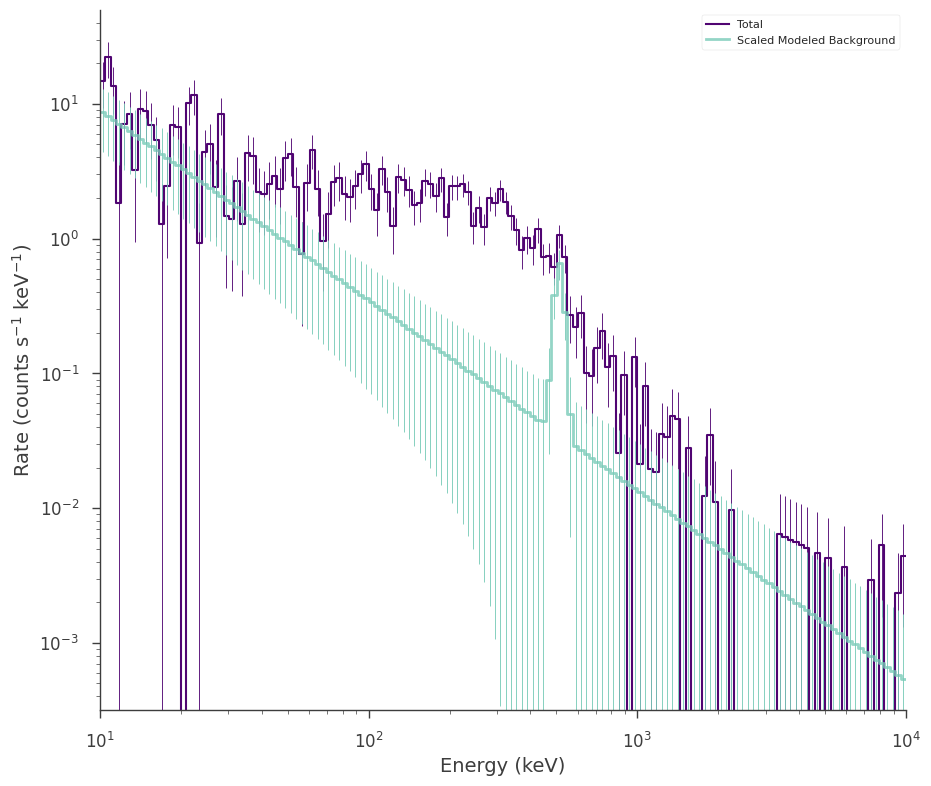 Total
Scaled Modeled Background
10¹
10⁰
10⁻¹
10⁻²
10⁻³
Rate (counts s⁻¹ keV⁻¹)
10¹ 10² 10³ 10⁴
Energy (keV)